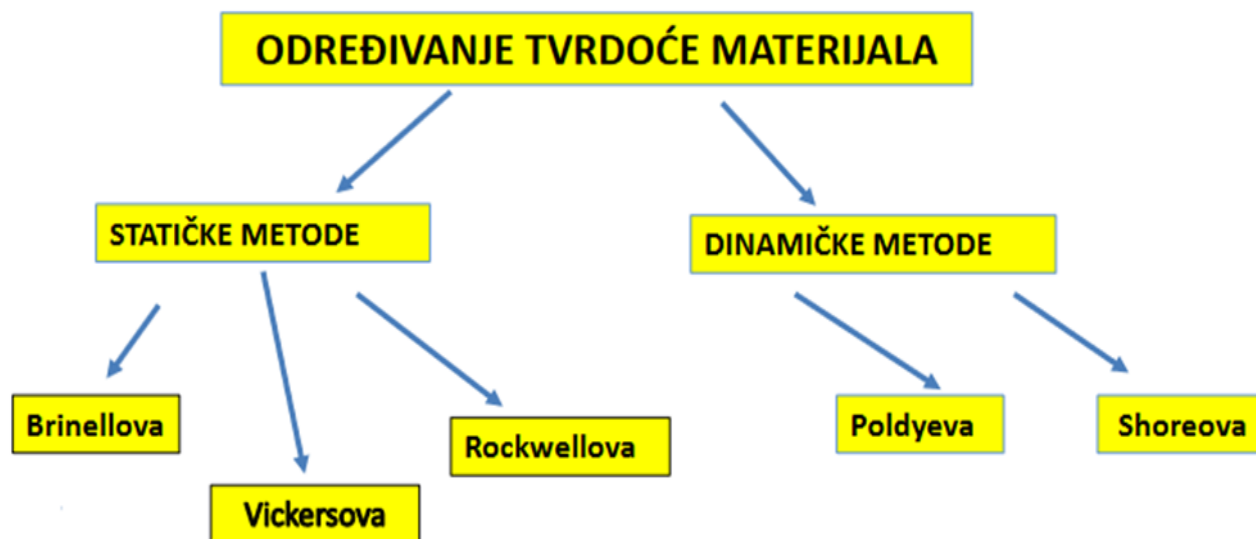 ODREĐIVANJE TVRDOĆE MATERIJALA
STATIČKE METODE
DINAMIČKE METODE
Brinellova
Vickersova
Rockwellova
Poldyeva
Shoreova